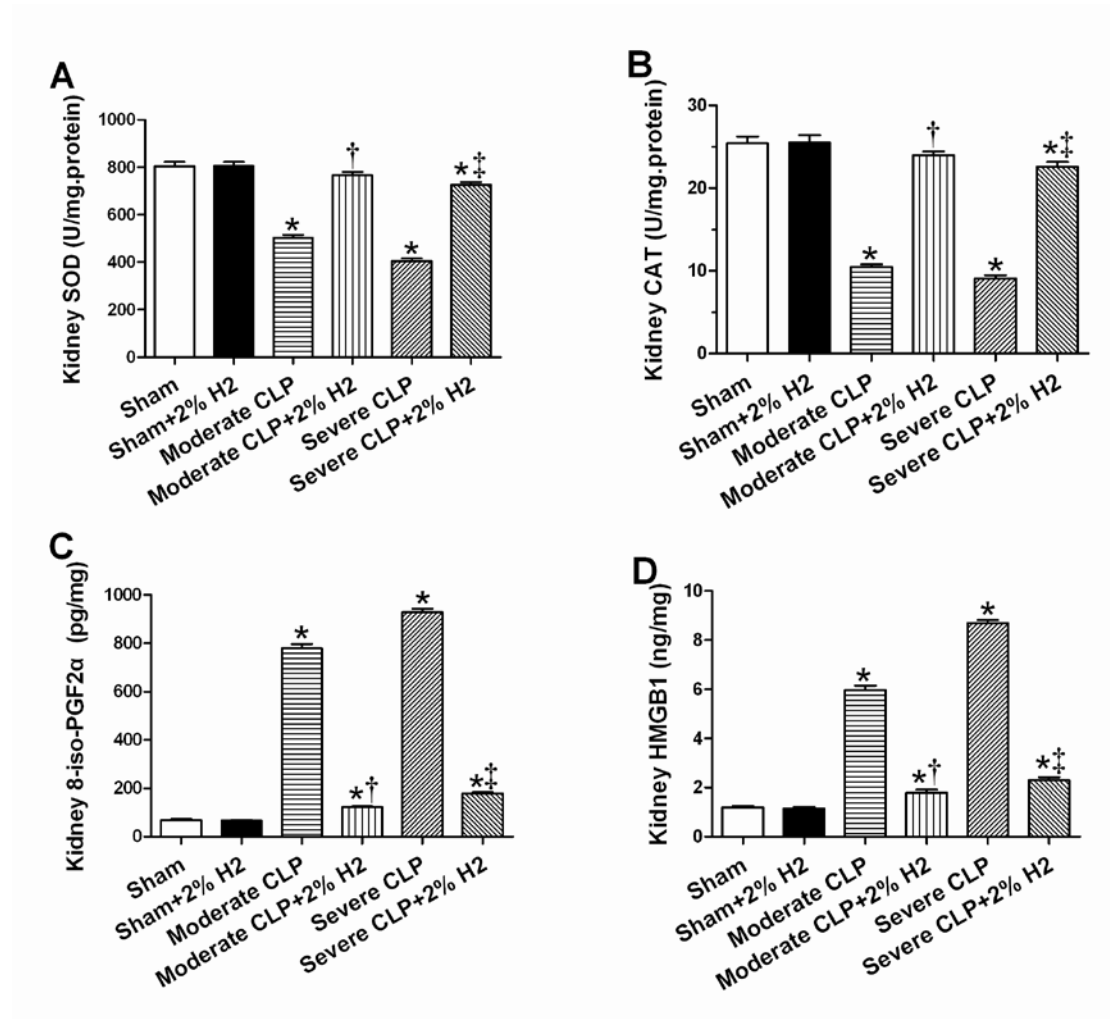 A
Kidney SOD (U/mg.protein)
1000
800
600
400
200
0
*
†
*
*‡
Sham
Sham+2% H2
Moderate CLP
Moderate CLP+2% H2
Severe CLP
Severe CLP+2% H2
B
Kidney CAT (U/mg.protein)
30
20
10
0
*
†
*
*‡
Sham
Sham+2% H2
Moderate CLP
Moderate CLP+2% H2
Severe CLP
Severe CLP+2% H2
C
Kidney 8-iso-PGF2α (pg/mg)
1000
800
600
400
200
0
*
*†
*
*‡
Sham
Sham+2% H2
Moderate CLP
Moderate CLP+2% H2
Severe CLP
Severe CLP+2% H2
D
Kidney HMGB1 (ng/mg)
10
8
6
4
2
0
*
*†
*
*‡
Sham
Sham+2% H2
Moderate CLP
Moderate CLP+2% H2
Severe CLP
Severe CLP+2% H2